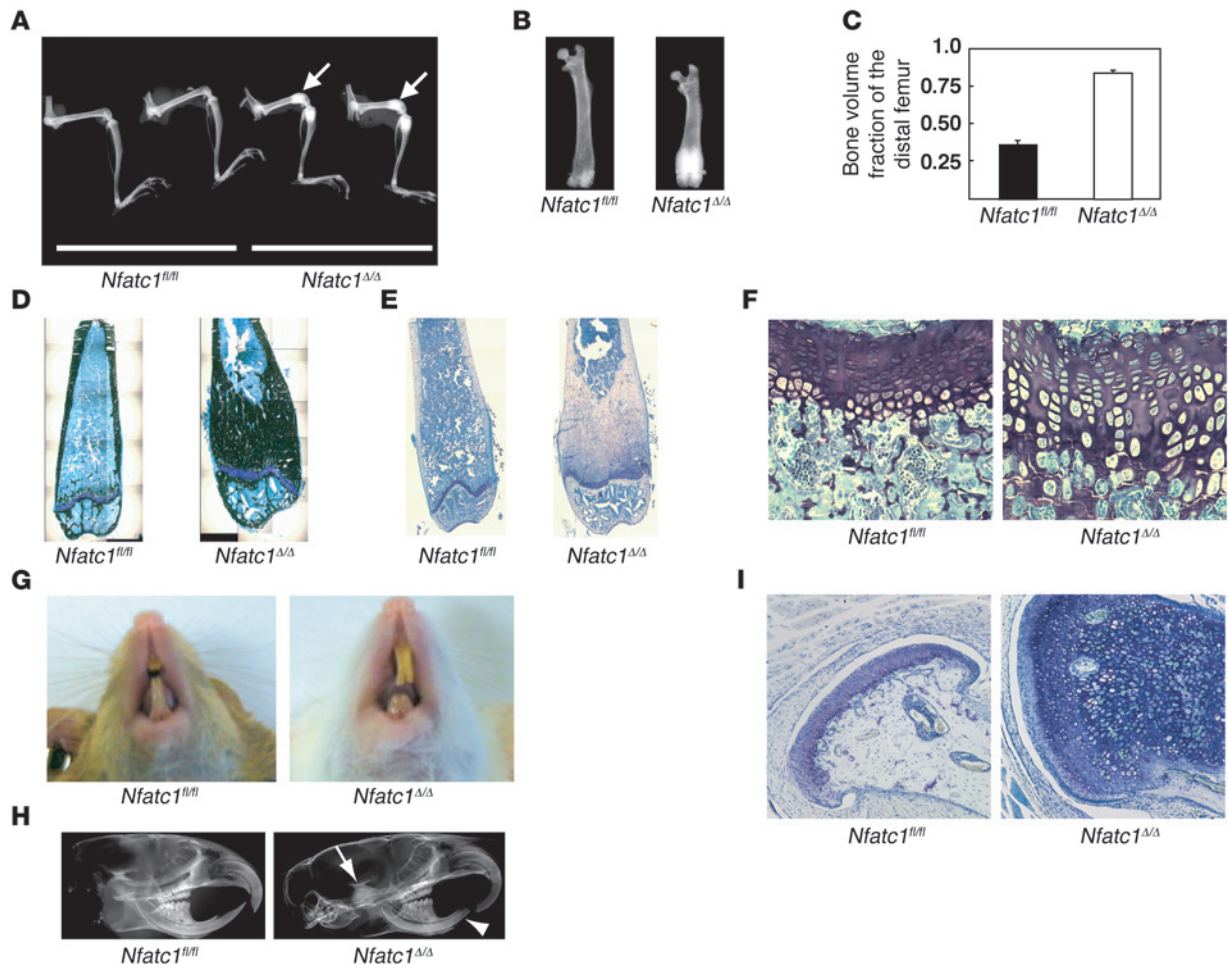 A
Nfatc1fl/fl
Nfatc1Δ/Δ
B
Nfatc1fl/fl
Nfatc1Δ/Δ
C
Bone volume
fraction of the
distal femur
1.0
0.75
0.50
0.25
Nfatc1fl/fl
Nfatc1Δ/Δ
D
Nfatc1fl/fl
Nfatc1Δ/Δ
E
Nfatc1fl/fl
Nfatc1Δ/Δ
F
Nfatc1fl/fl
Nfatc1Δ/Δ
G
Nfatc1fl/fl
Nfatc1Δ/Δ
H
Nfatc1fl/fl
Nfatc1Δ/Δ
I
Nfatc1fl/fl
Nfatc1Δ/Δ